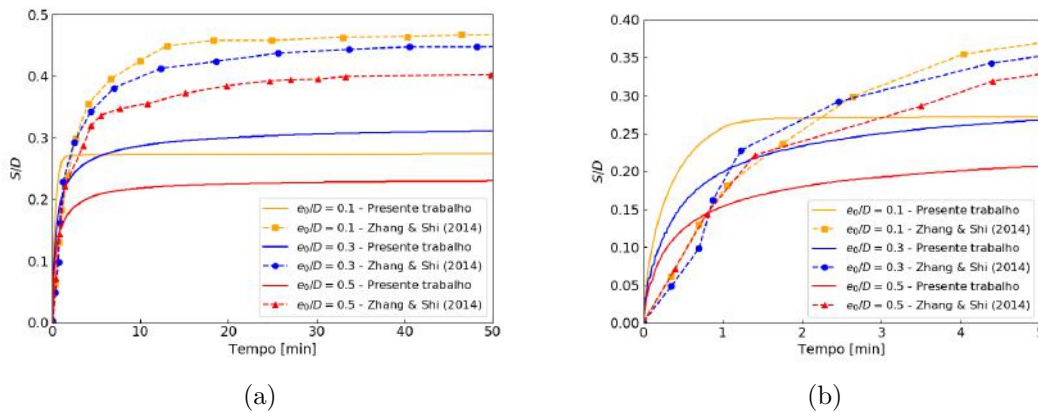 0.5
0.4
0.3
0.2
0.1
0.0
S/D
0
10
20
30
40
50
Tempo [min]
e₀/D = 0.1 - Presente trabalho
e₀/D = 0.1 - Zhang & Shi (2014)
e₀/D = 0.3 - Presente trabalho
e₀/D = 0.3 - Zhang & Shi (2014)
e₀/D = 0.5 - Presente trabalho
e₀/D = 0.5 - Zhang & Shi (2014)
(a)
0.40
0.35
0.30
0.25
0.20
0.15
0.10
0.05
0.00
S/D
0
1
2
3
4
5
Tempo [min]
e₀/D = 0.1 - Presente trabalho
e₀/D = 0.1 - Zhang & Shi (2014)
e₀/D = 0.3 - Presente trabalho
e₀/D = 0.3 - Zhang & Shi (2014)
e₀/D = 0.5 - Presente trabalho
e₀/D = 0.5 - Zhang & Shi (2014)
(b)